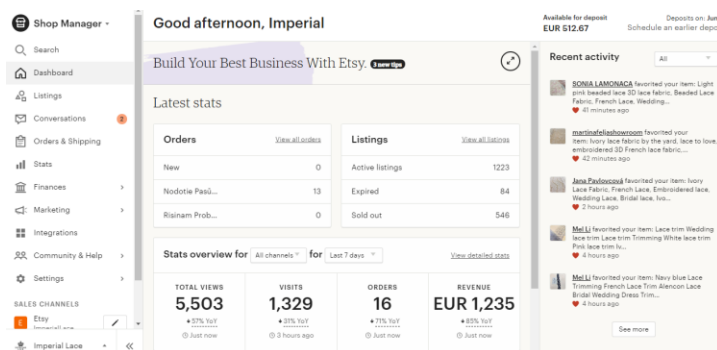 Shop Manager
Search
Dashboard
Listings
Conversations 2
Orders & Shipping
Stats
Finances
Marketing
Integrations
Community & Help
Settings
SALES CHANNELS
Etsy
ImperialLace
Imperial Lace
Good afternoon, Imperial
Available for deposit
EUR 512.67
Deposits on: Jun
Schedule an earlier depo
Build Your Best Business With Etsy. 3 new tips
Latest stats
Orders View all orders
New 0
Nodotie Pasū... 13
Risinam Prob... 0
Listings View all listings
Active listings 1223
Expired 84
Sold out 546
Stats overview for All channels for Last 7 days View detailed stats
TOTAL VIEWS
5,503
57% YoY
Just now
VISITS
1,329
31% YoY
3 hours ago
ORDERS
16
71% YoY
Just now
REVENUE
EUR 1,235
85% YoY
Just now
Recent activity All
SONIA LAMONACA favorited your item: Light
pink beaded lace 3D lace fabric, Beaded Lace
Fabric, French Lace, Wedding...
41 minutes ago
martinafeljashowroom favorited your
item: Ivory lace fabric by the yard, lace to love,
embroidered 3D French lace fabric,...
42 minutes ago
Jana Pavlovcová favorited your item: Ivory
Lace Fabric, French Lace, Embroidered lace,
Wedding Lace, Bridal lace, Ivo...
2 hours ago
Mel Li favorited your item: Lace trim Wedding
lace trim Lace trim Trimming White lace trim
Pink lace trim Iv...
4 hours ago
Mel Li favorited your item: Navy blue Lace
Trimming French Lace Trim Alencon Lace
Bridal Wedding Dress Trim...
4 hours ago
See more